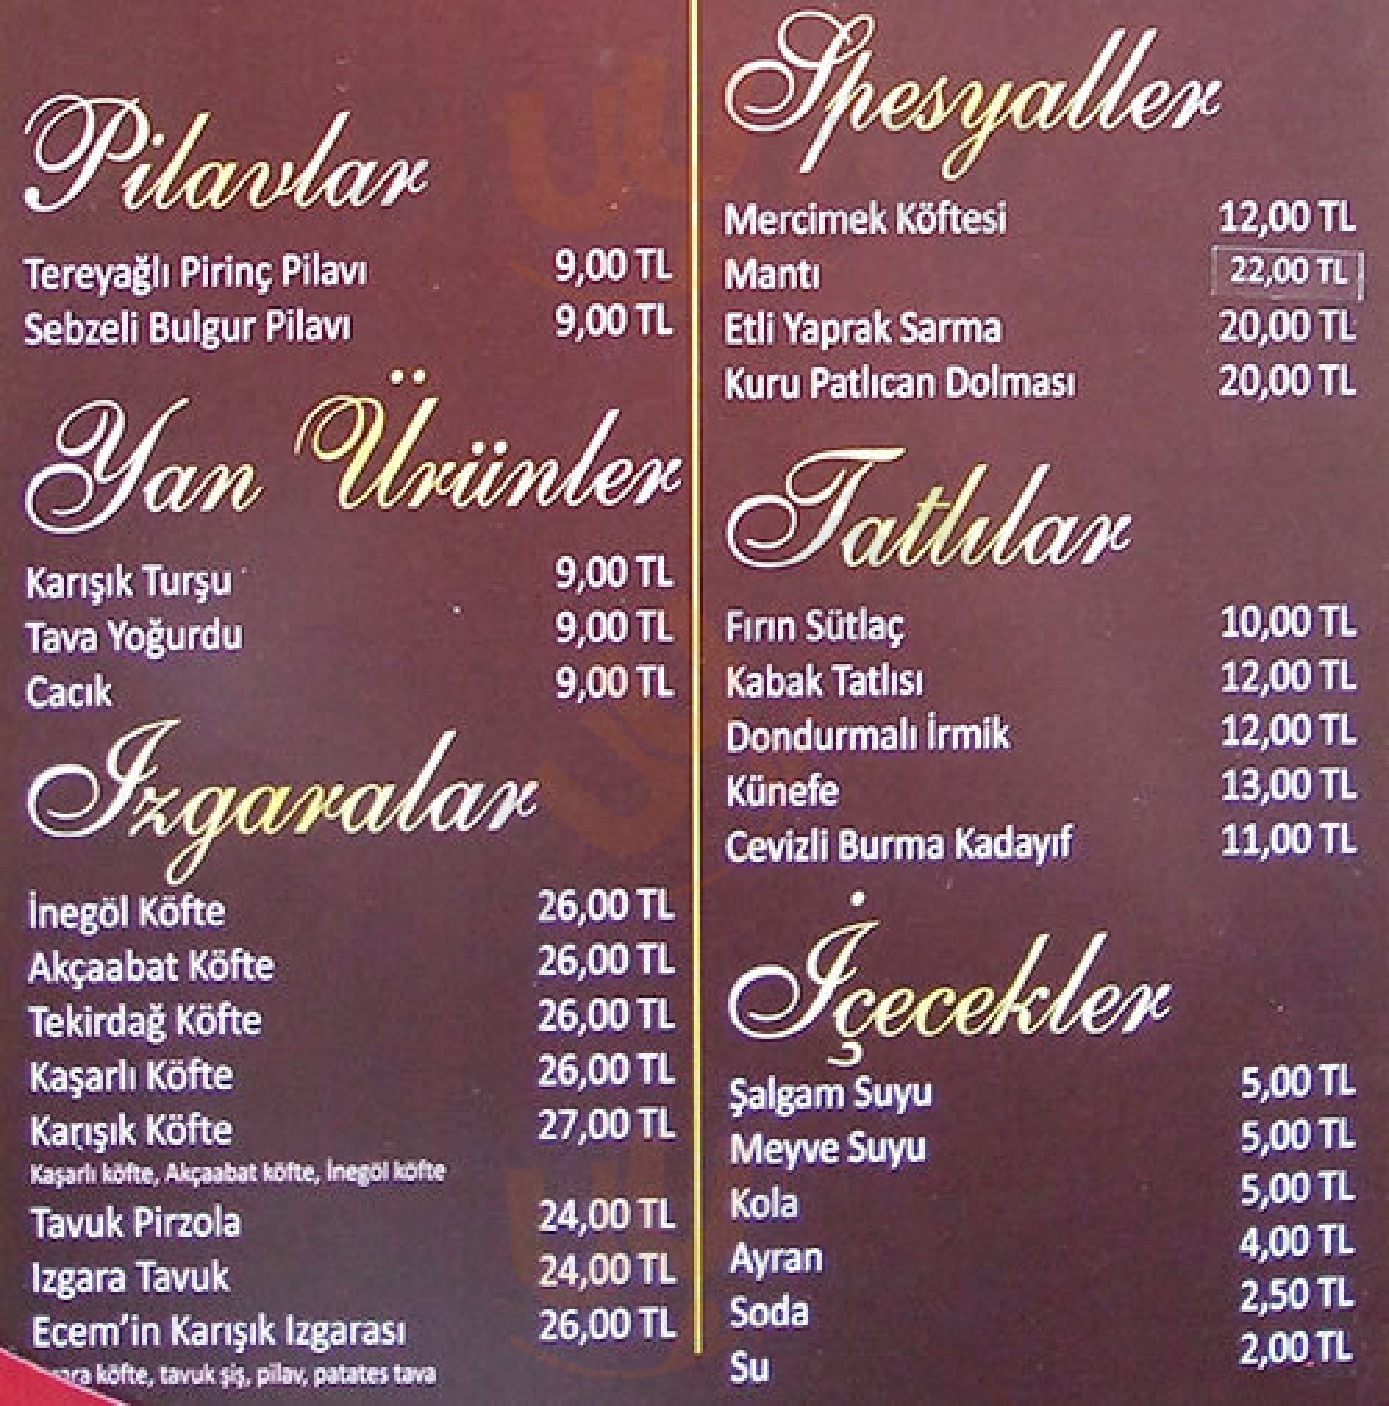 Pilavlar
Tereyağlı Pirinç Pilavı 9,00 TL
Sebzeli Bulgur Pilavı 9,00 TL
Yan Ürünler
Karışık Turşu 9,00 TL
Tava Yoğurdu 9,00 TL
Cacık 9,00 TL
Izgaralar
İnegöl Köfte 26,00 TL
Akçaabat Köfte 26,00 TL
Tekirdağ Köfte 26,00 TL
Kaşarlı Köfte 26,00 TL
Karışık Köfte 27,00 TL
Kaşarlı köfte, Akçaabat köfte, İnegöl köfte
Tavuk Pirzola 24,00 TL
Izgara Tavuk 24,00 TL
Ecem'in Karışık Izgarası 26,00 TL
köfte, tavuk şiş, pilav, patates tava
Spesyaller
Mercimek Köftesi 12,00 TL
Mantı 22,00 TL
Etli Yaprak Sarma 20,00 TL
Kuru Patlıcan Dolması 20,00 TL
Tatlılar
Fırın Sütlaç 10,00 TL
Kabak Tatlısı 12,00 TL
Dondurmalı İrmik 12,00 TL
Künefe 13,00 TL
Cevizli Burma Kadayıf 11,00 TL
İçecekler
Şalgam Suyu 5,00 TL
Meyve Suyu 5,00 TL
Kola 5,00 TL
Ayran 4,00 TL
Soda 2,50 TL
Su 2,00 TL